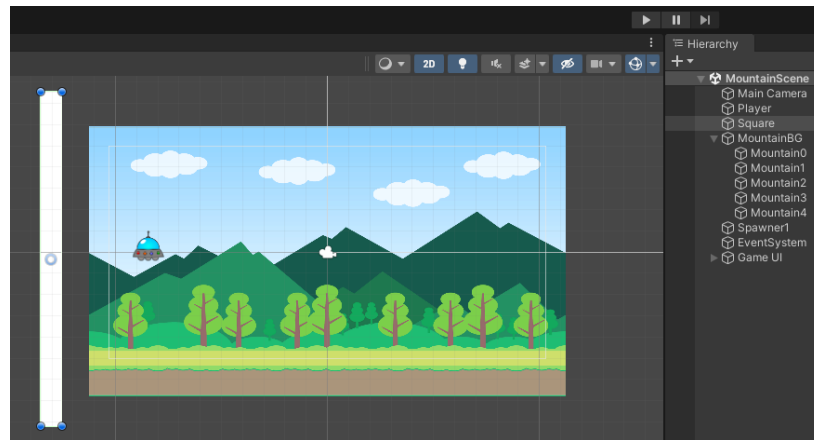 Hierarchy
2D
MountainScene
Main Camera
Player
Square
MountainBG
Mountain0
Mountain1
Mountain2
Mountain3
Mountain4
Spawner1
EventSystem
Game UI